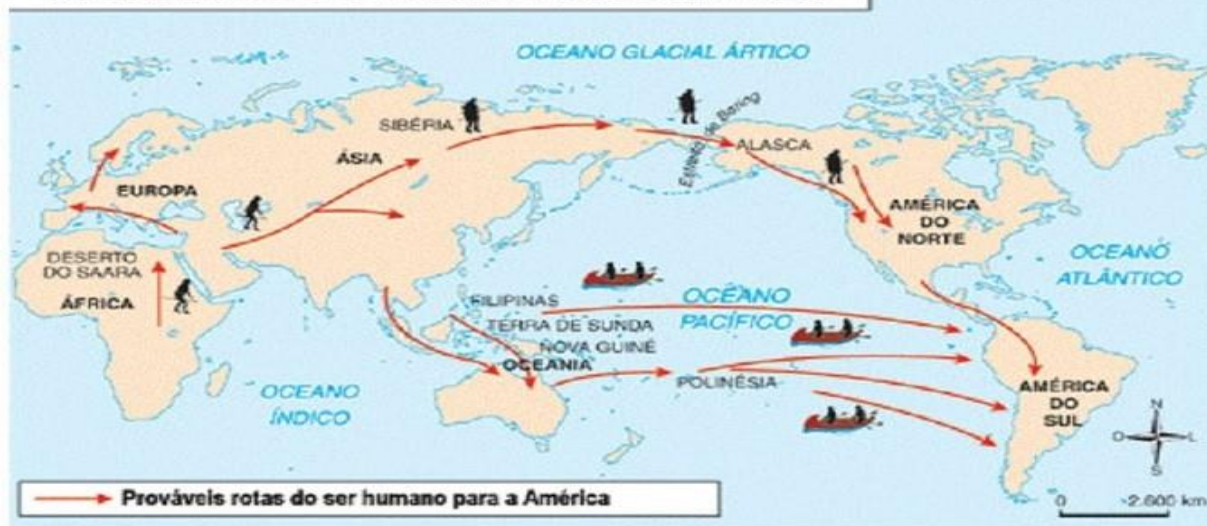 OCEANO GLACIAL ÁRTICO
SIBÉRIA
Estreito de Bering
ALASCA
ÁSIA
EUROPA
AMÉRICA
DO
NORTE
DESERTO
DO SAARA
OCEANO
ATLÂNTICO
ÁFRICA
FILIPINAS
OCEANO
PACÍFICO
TERRA DE SUNDA
NOVA GUINÉ
OCEANIA
POLINÉSIA
OCEANO
ÍNDICO
AMÉRICA
DO
SUL
N
O L
S
Prováveis rotas do ser humano para a América
0 2.600 km